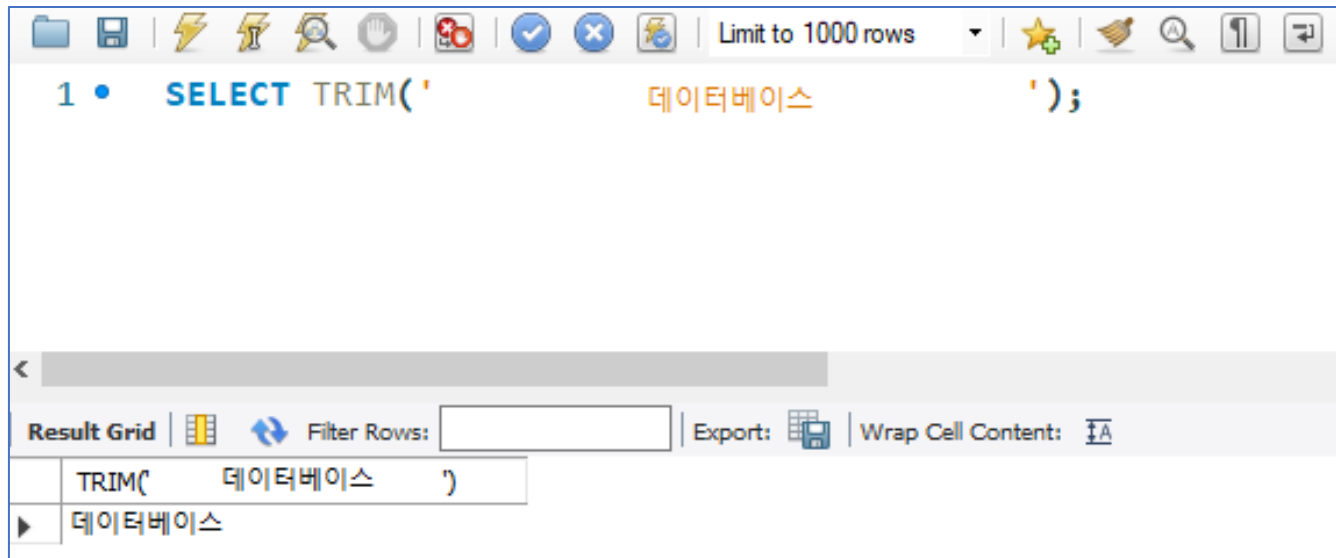 Limit to 1000 rows
1 SELECT TRIM('                데이터베이스                ');
Result Grid Filter Rows: Export: Wrap Cell Content:
TRIM('        데이터베이스        ')
데이터베이스